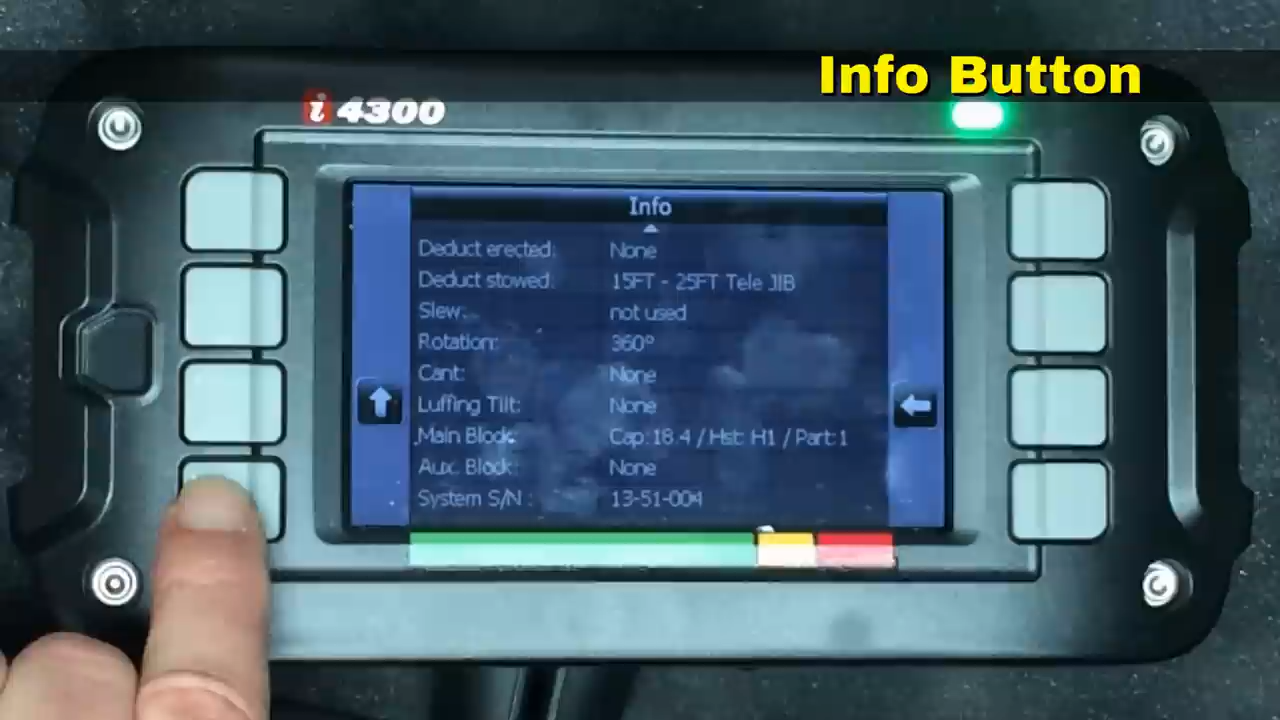 Info Button
i 4300
Info
Deduct erected: None
Deduct stowed: 15FT - 25FT Tele JIB
Slew: not used
Rotation: 360°
Cant: None
Luffing Tilt: None
Main Block: Cap:18.4 / Hst: H1 / Part:1
Aux. Block: None
System S/N : 13-51-004